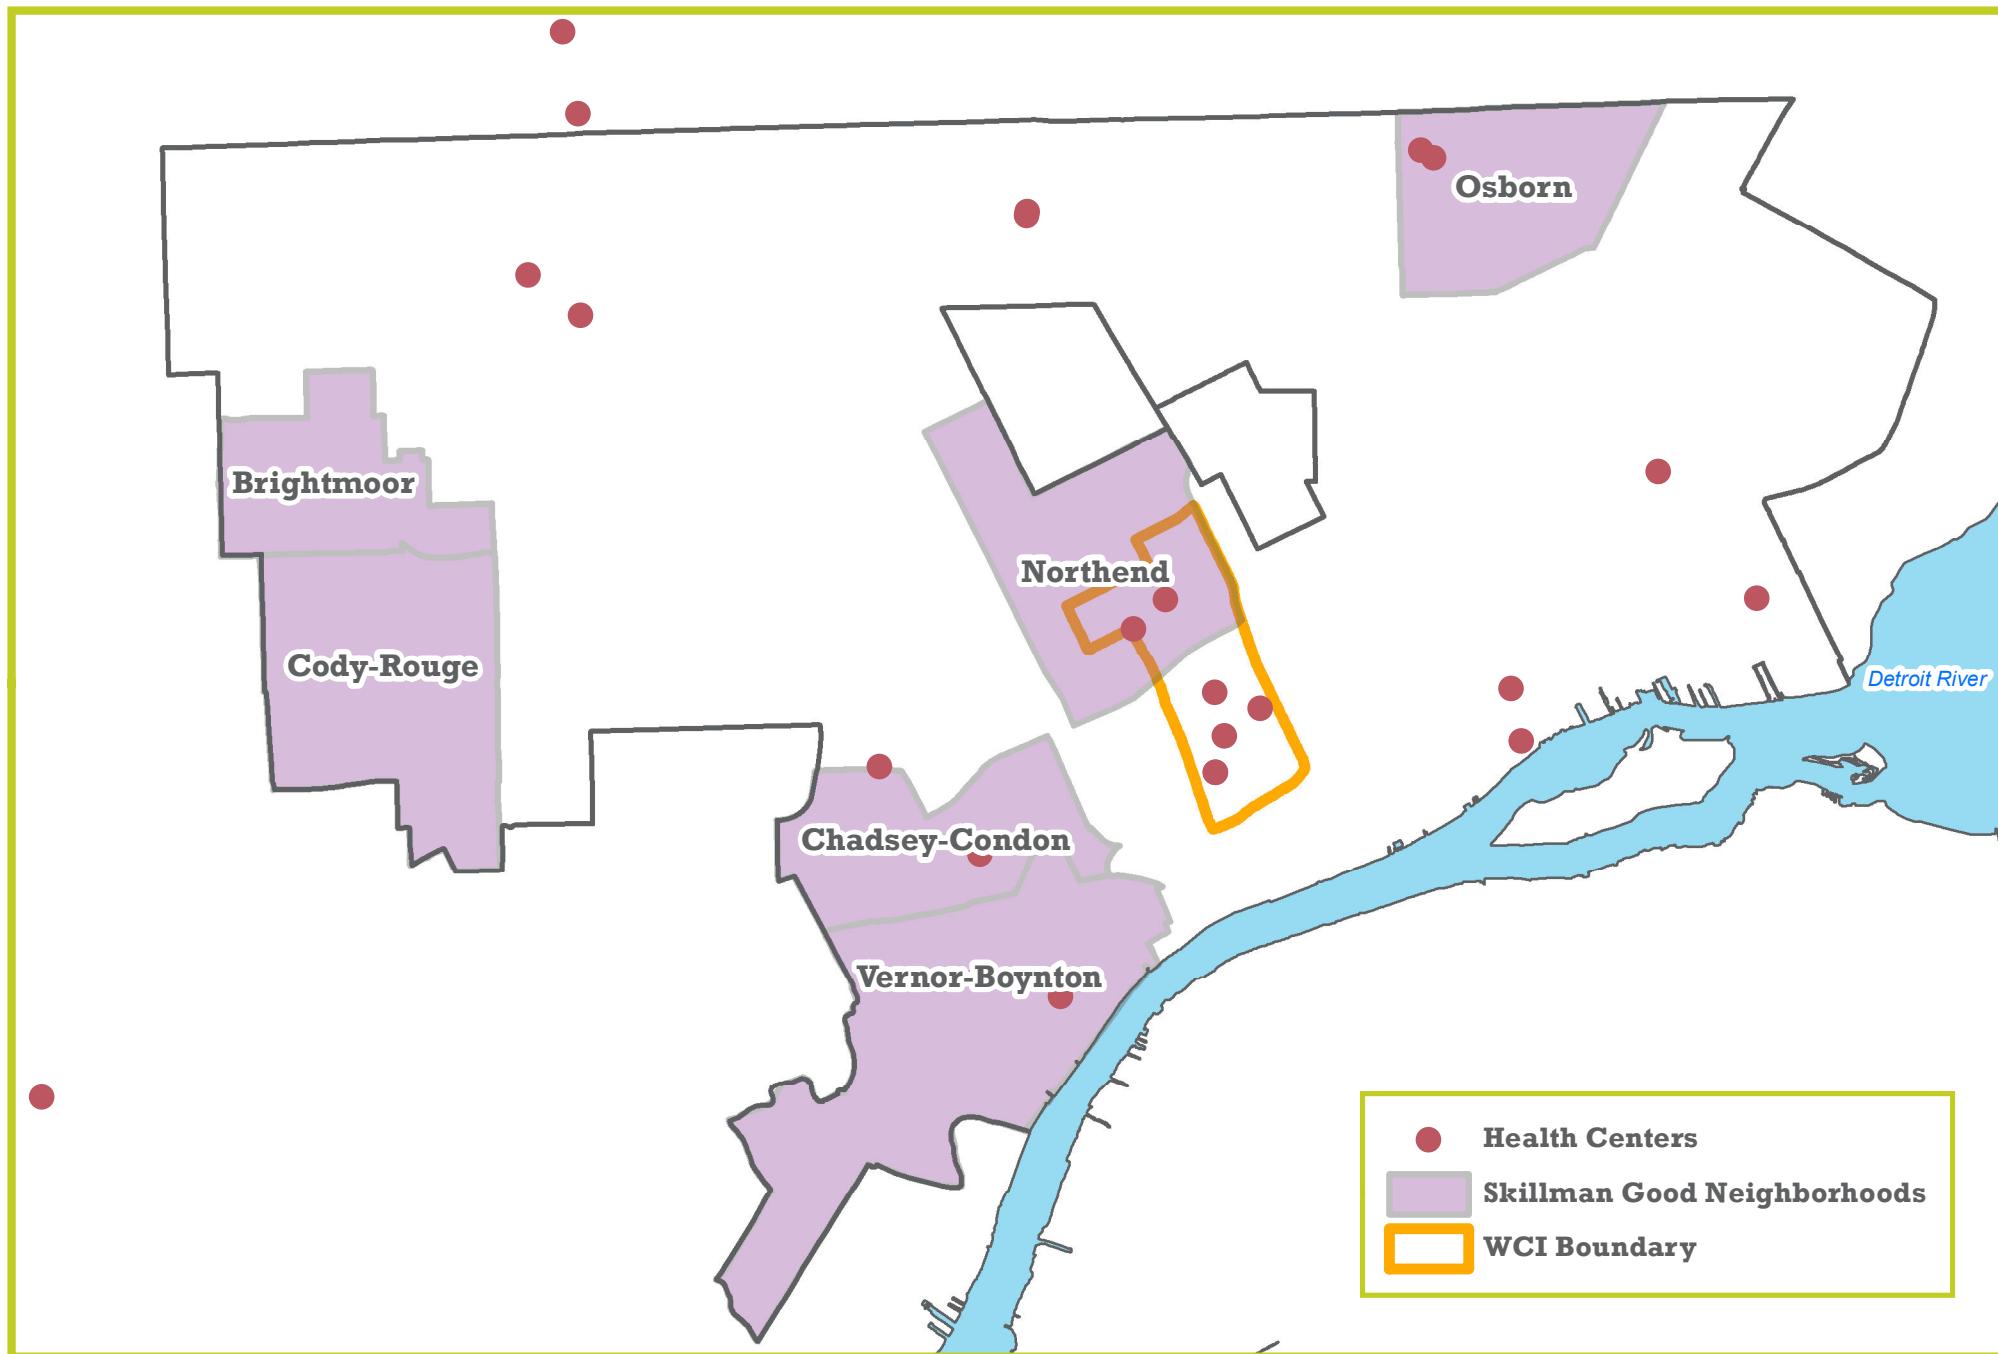 Osborn
Brightmoor
Northend
Cody-Rouge
Detroit River
Chadsey-Condon
Vernor-Boynton
Health Centers
Skillman Good Neighborhoods
WCI Boundary